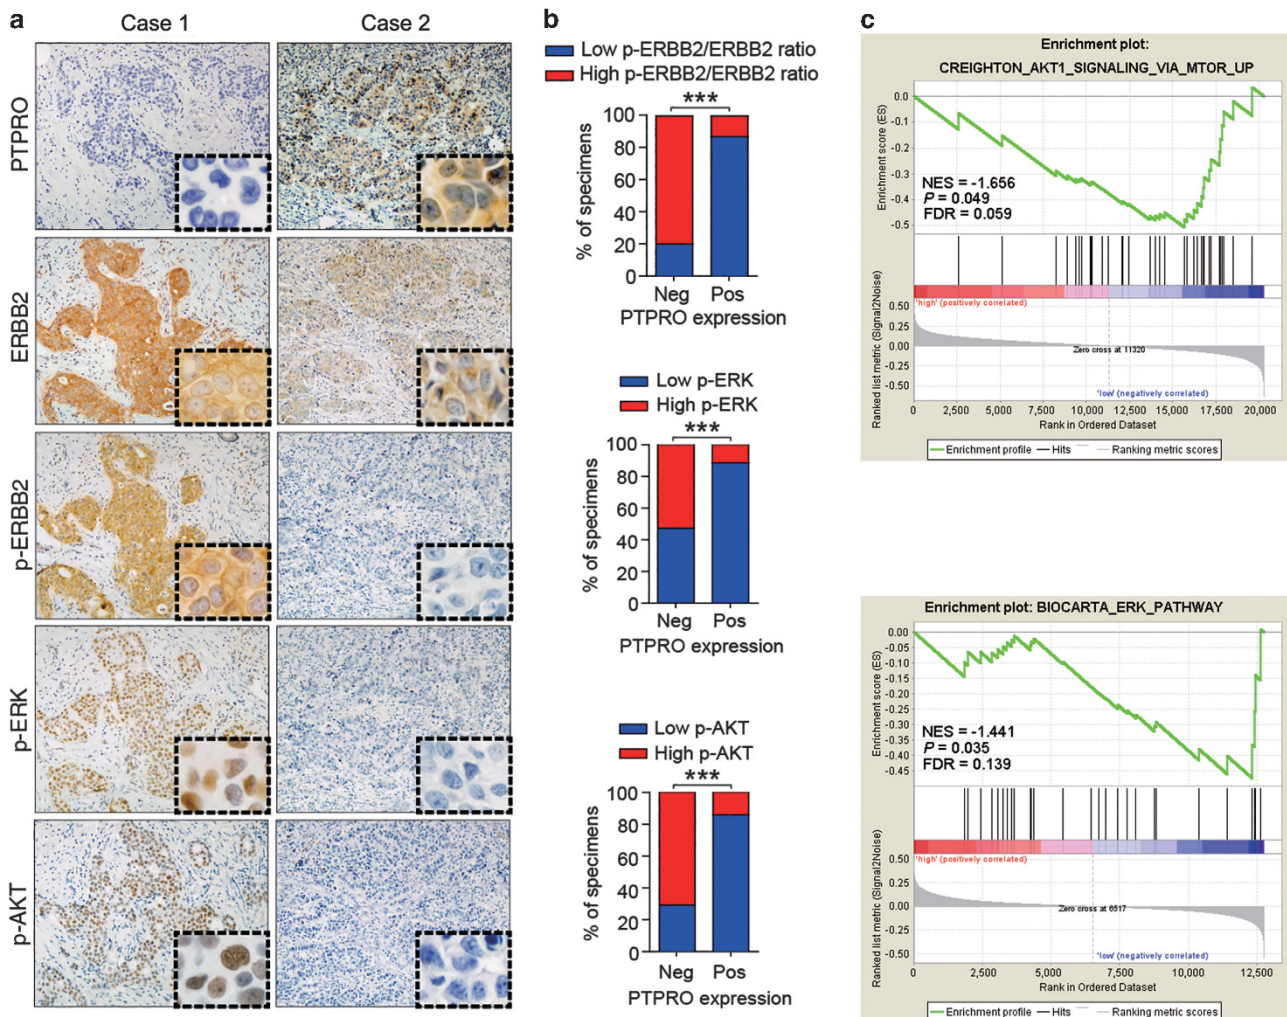 a
Case 1
Case 2
PTPRO
ERBB2
p-ERBB2
p-ERK
p-AKT
b
Low p-ERBB2/ERBB2 ratio
High p-ERBB2/ERBB2 ratio
***
% of specimens
100
80
60
40
20
0
Neg Pos
PTPRO expression
Low p-ERK
High p-ERK
***
% of specimens
100
80
60
40
20
0
Neg Pos
PTPRO expression
Low p-AKT
High p-AKT
***
% of specimens
100
80
60
40
20
0
Neg Pos
PTPRO expression
c
Enrichment plot:
CREIGHTON_AKT1_SIGNALING_VIA_MTOR_UP
Enrichment score (ES)
0.0
-0.1
-0.2
-0.3
-0.4
-0.5
NES = -1.656
P = 0.049
FDR = 0.059
Ranked list metric (Signal2Noise)
0.50
0.25
0.00
-0.25
-0.50
'high' (positively correlated)
Zero cross at 11320
'low' (negatively correlated)
0 2,500 5,000 7,500 10,000 12,500 15,000 17,500 20,000
Rank in Ordered Dataset
Enrichment profile Hits Ranking metric scores
Enrichment plot: BIOCARTA_ERK_PATHWAY
Enrichment score (ES)
0.00
-0.05
-0.10
-0.15
-0.20
-0.25
-0.30
-0.35
-0.40
-0.45
NES = -1.441
P = 0.035
FDR = 0.139
Ranked list metric (Signal2Noise)
0.50
0.25
0.00
-0.25
-0.50
'high' (positively correlated)
Zero cross at 6517
'low' (negatively correlated)
0 2,500 5,000 7,500 10,000 12,500
Rank in Ordered Dataset
Enrichment profile Hits Ranking metric scores